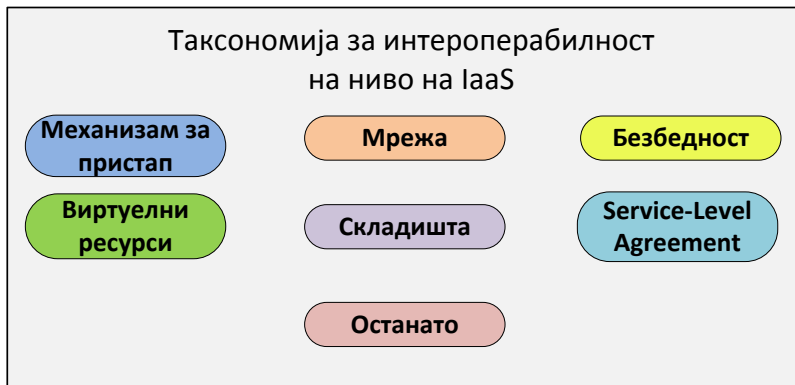 Таксономија за интероперабилност
на ниво на IaaS
Механизам за
пристап
Мрежа
Безбедност
Виртуелни
ресурси
Складишта
Service-Level
Agreement
Останато